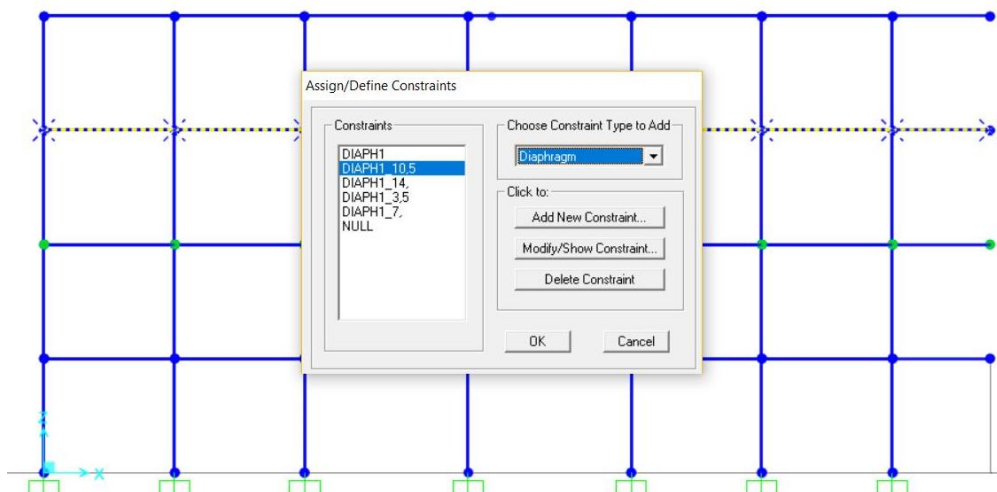 Assign/Define Constraints
Constraints
DIAPH1
DIAPH1_10,5
DIAPH1_14,
DIAPH1_3,5
DIAPH1_7,
NULL
Choose Constraint Type to Add
Diaphragm
Click to:
Add New Constraint...
Modify/Show Constraint...
Delete Constraint
OK
Cancel
Z
X